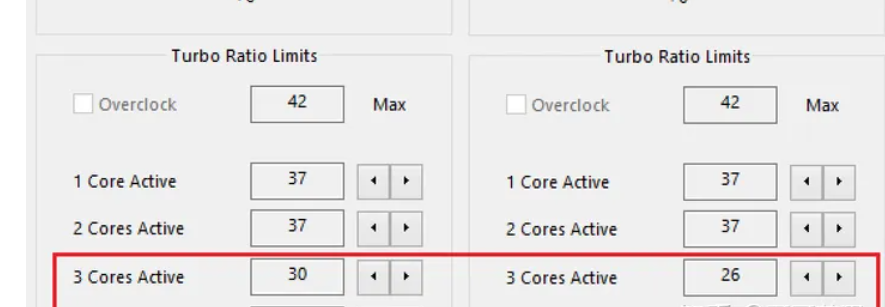 Turbo Ratio Limits
Overclock 42 Max
1 Core Active 37
2 Cores Active 37
3 Cores Active 30
Turbo Ratio Limits
Overclock 42 Max
1 Core Active 37
2 Cores Active 37
3 Cores Active 26